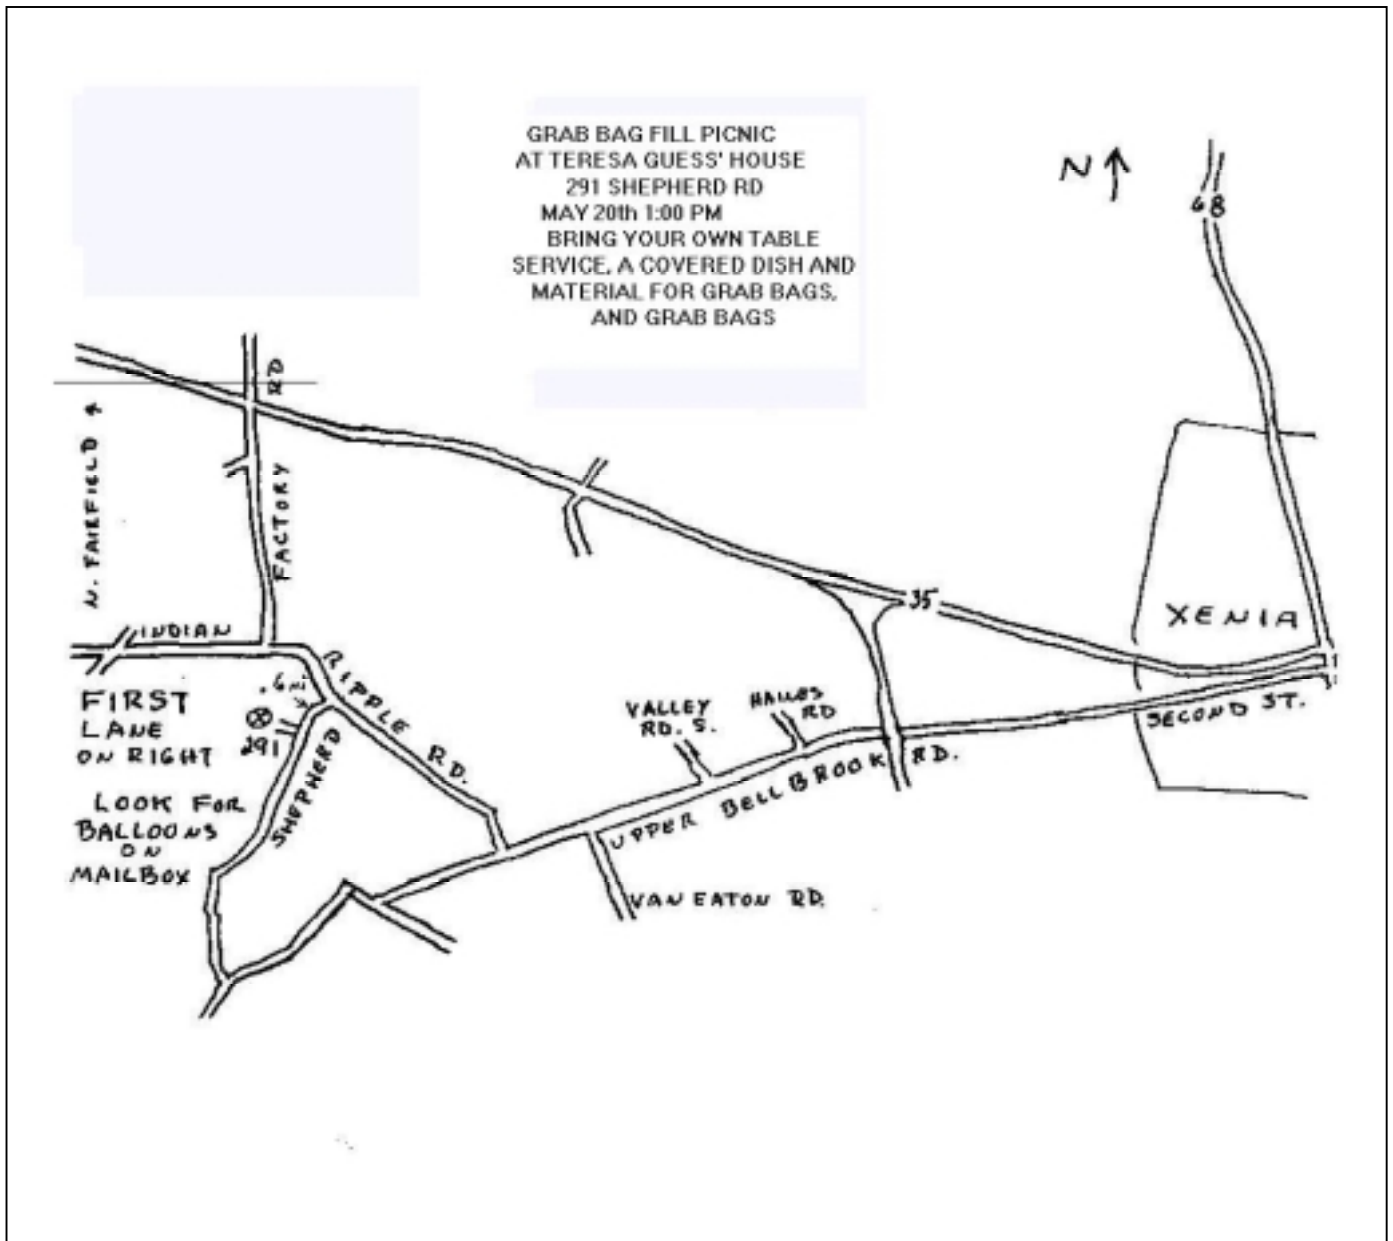 GRAB BAG FILL PICNIC
AT TERESA GUESS' HOUSE
291 SHEPHERD RD
MAY 20th 1:00 PM
BRING YOUR OWN TABLE
SERVICE, A COVERED DISH AND
MATERIAL FOR GRAB BAGS,
AND GRAB BAGS
N
68
FACTORY RD
N. FAIRFIELD
35
XENIA
INDIAN
RIPPLE RD.
.6 mi
FIRST
LANE
ON RIGHT
291
SHEPHERD
LOOK FOR
BALLOONS
ON
MAILBOX
VALLEY
RD. S.
RD
SECOND ST.
UPPER BELLBROOK RD.
VAN EATON RD.